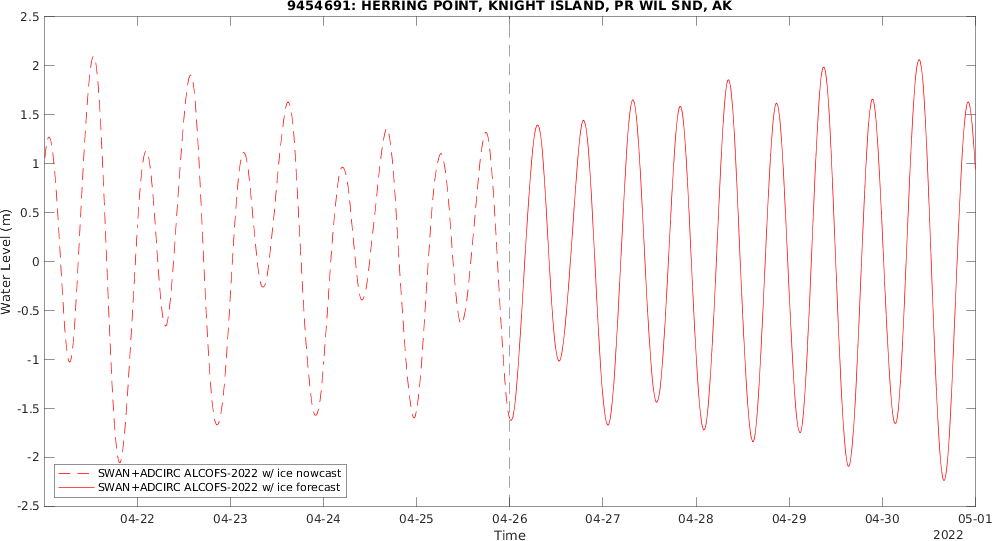 9454691: HERRING POINT, KNIGHT ISLAND, PR WIL SND, AK
2.5
2
1.5
1
0.5
0
-0.5
-1
-1.5
-2
-2.5
Water Level (m)
SWAN+ADCIRC ALCOFS-2022 w/ ice nowcast
SWAN+ADCIRC ALCOFS-2022 w/ ice forecast
04-22 04-23 04-24 04-25 04-26 04-27 04-28 04-29 04-30 05-01
Time
2022